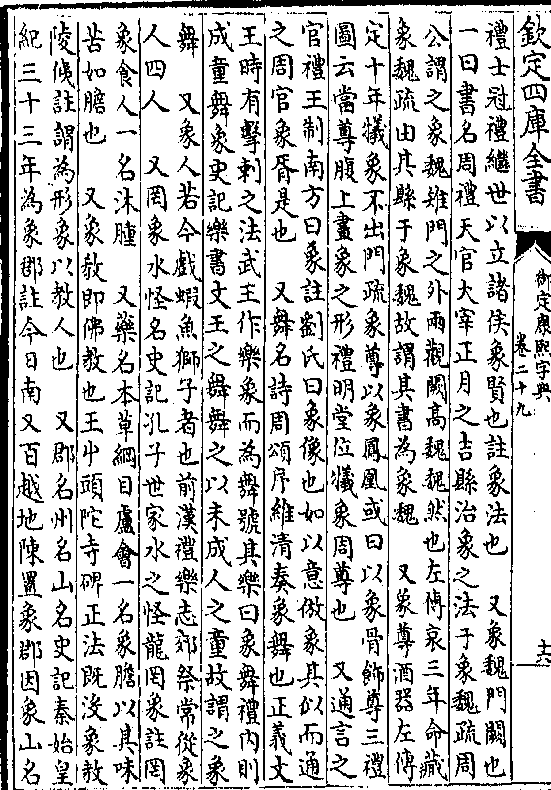 欽定四庫全書
御定康熙字典
卷二十九
十六
禮士冠禮繼世以立諸侯象賢也註象法也　又象魏門闕也
一曰書名周禮天官大宰正月之吉縣治象之法于象魏疏周
公謂之象魏雉門之外兩觀闕高魏魏然也左傳哀三年命藏
象魏疏由其縣于象魏故謂其書為象魏　又象尊酒器左傳
定十年犧象不出門疏象尊以象鳳凰或曰以象骨飾尊三禮
圖云當尊腹上畫象之形禮明堂位犧象周尊也　又通言之
官禮王制南方曰象註劉氏曰象像也如以意倣象其似而通
之周官象胥是也　又舞名詩周頌序維清奏象舞也正義文
王時有擊刺之法武王作樂象而為舞號其樂曰象舞禮內則
成童舞象史記樂書文王之舞舞之以未成人之童故謂之象
舞　又象人若今戲蝦魚獅子者也前漢禮樂志郊祭常從象
人四人　又罔象水怪名史記孔子世家水之怪龍罔象註罔
象食人一名沐腫　又藥名本草綱目盧會一名象膽以其味
苦如膽也　又象教即佛教也王屮頭陀寺碑正法既沒象教
陵夷註謂為形象以教人也　又郡名州名山名史記秦始皇
紀三十三年為象郡註今日南又百越地陳置象郡因象山名